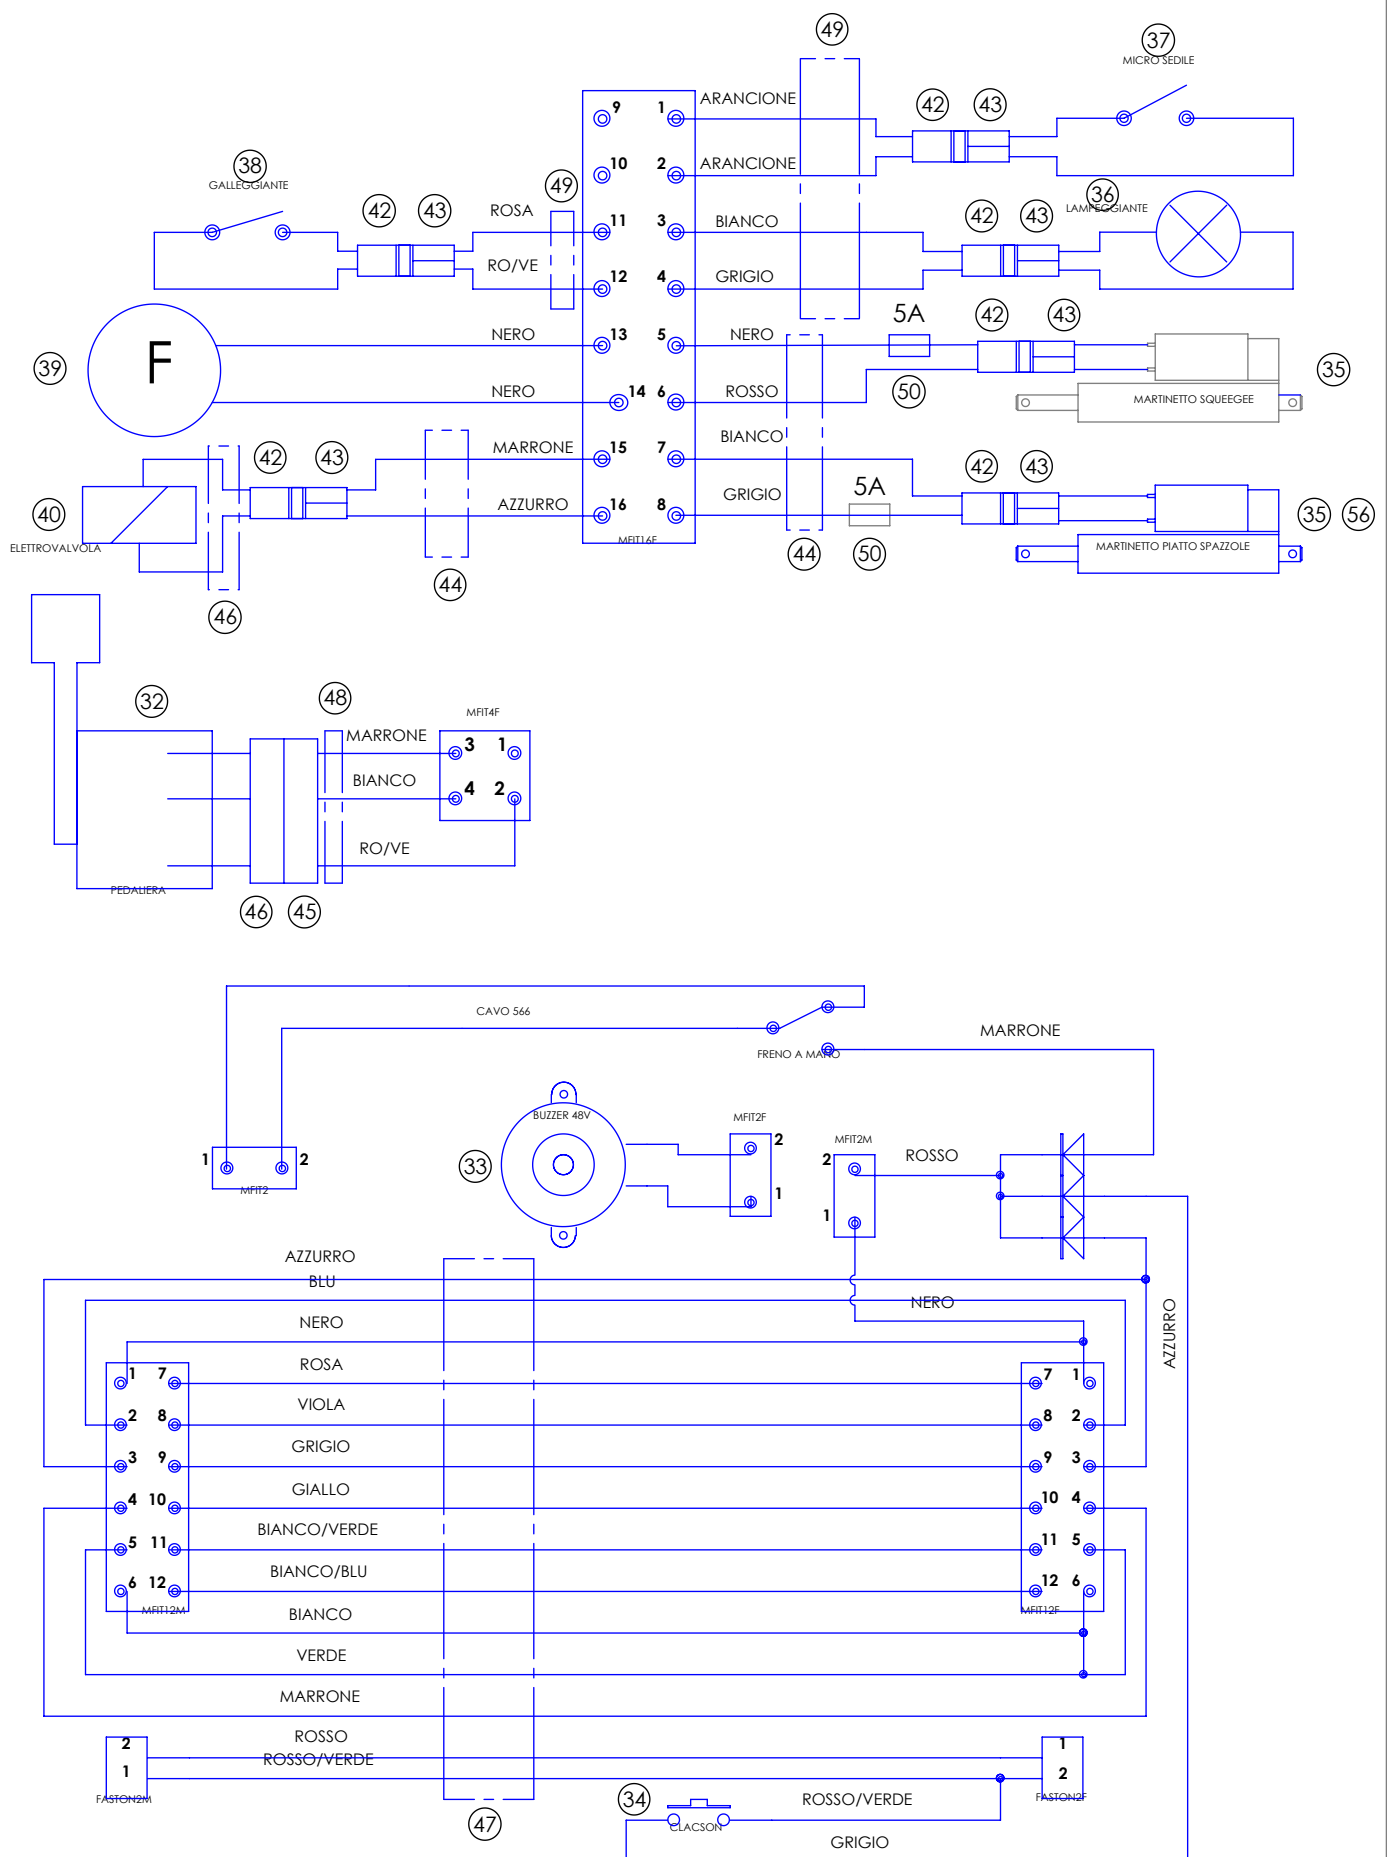 49
37
MICRO SEDILE
9
1
ARANCIONE
42
43
38
GALLEGGIANTE
10
2
ARANCIONE
49
36
LAMPEGGIANTE
42
43
ROSA
11
3
BIANCO
42
43
RO/VE
12
4
GRIGIO
39
F
NERO
13
5
NERO
5A
42
43
35
50
NERO
14
6
ROSSO
MARTINETTO SQUEEGEE
42
43
MARRONE
15
7
BIANCO
42
43
40
ELETTROVALVOLA
AZZURRO
16
8
GRIGIO
5A
35
56
MFIT16F
MARTINETTO PIATTO SPAZZOLE
46
44
44
50
32
48
MARRONE
MFIT4F
3
1
BIANCO
4
2
RO/VE
PEDALIERA
46
45
CAVO 566
FRENO A MANO
MARRONE
1
2
MFIT2
33
BUZZER 48V
MFIT2F
2
1
MFIT2M
2
1
ROSSO
AZZURRO
BLU
NERO
NERO
AZZURRO
ROSA
1
7
7
1
VIOLA
2
8
8
2
GRIGIO
3
9
9
3
GIALLO
4
10
10
4
BIANCO/VERDE
5
11
11
5
BIANCO/BLU
6
12
12
6
MFIT12M
MFIT12F
BIANCO
VERDE
MARRONE
ROSSO
ROSSO/VERDE
2
1
FASTON2M
1
2
FASTON2F
47
34
CLACSON
ROSSO/VERDE
GRIGIO